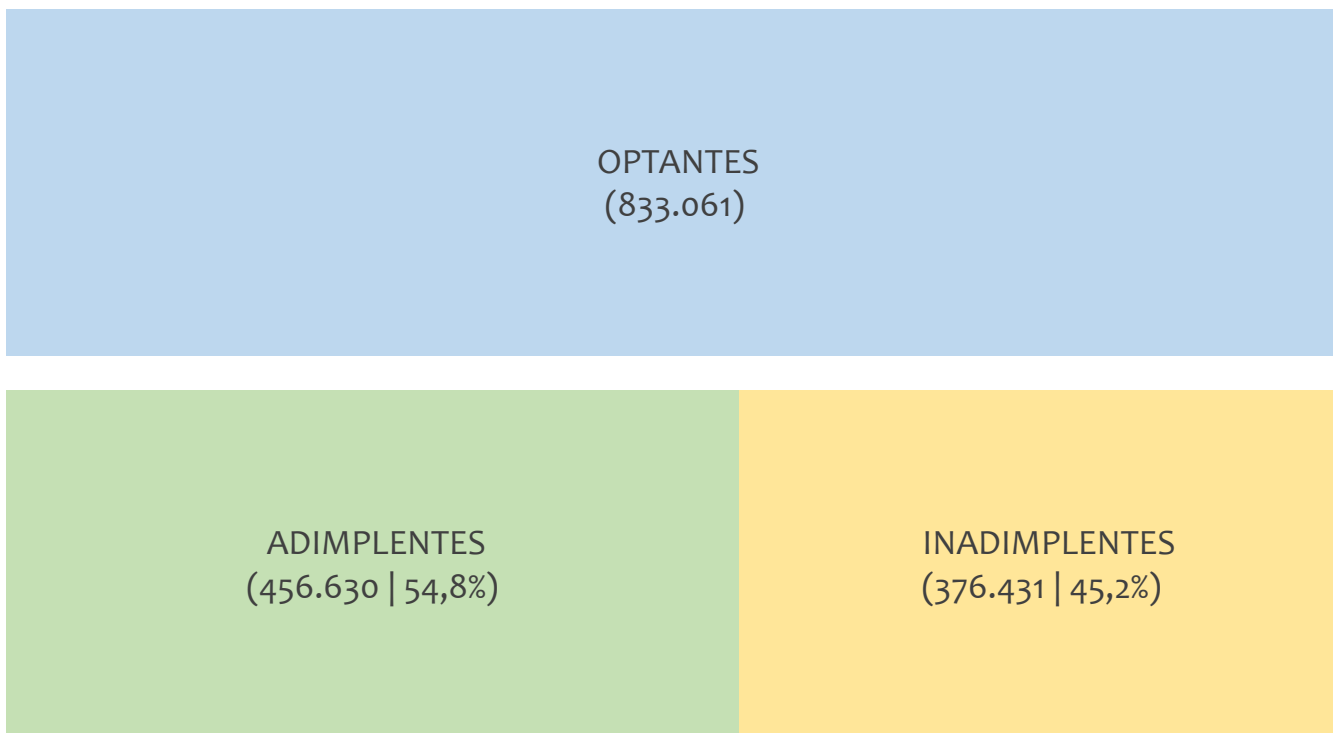 OPTANTES
(833.061)
ADIMPLENTES
(456.630 | 54,8%)
INADIMPLENTES
(376.431 | 45,2%)